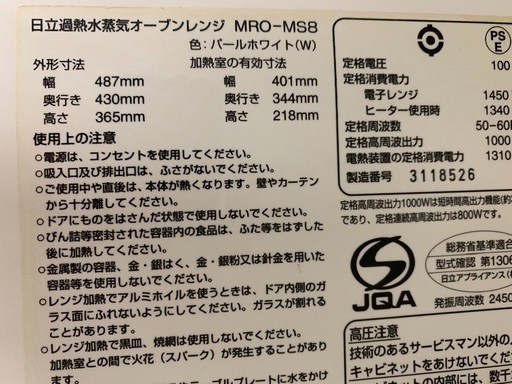 日立過熱水蒸気オーブンレンジ MRO-MS8
色:パールホワイト(W)
外形寸法
幅 487mm
奥行き 430mm
高さ 365mm
加熱室の有効寸法
幅 401mm
奥行き 344mm
高さ 218mm
使用上の注意
○電源は、コンセントを使用してください。
○吸入口及び排出口は、ふさがないでください。
○ご使用中や直後は、本体が熱くなります。壁やカーテン
から十分離してください。
○ドアにものをはさんだ状態で使用しないでください。
○びん詰等密封された容器内の食品は、ふた等をはずした
後に加熱してください。
○金属製の容器、金・銀はく、金・銀粉又は針金を用いた
容器等を使用しないでください。
○レンジ加熱でアルミホイルを使うときは、ドア内側のガ
ラス面にふれないようにしてください。ガラスが割れる
ことがあります。
○レンジ加熱で黒皿、焼網は使用しないでください。
加熱室との間で火花(スパーク)が発生することがあり
ます。
PS
E
定格電圧 100
定格消費電力
電子レンジ 1450
ヒーター使用時 1340
定格周波数 50-60
定格高周波出力 1000
電熱装置の定格消費電力 1310
製造番号 3118526
定格高周波出力1000Wは短時間高出力機能
であり、定格連続高周波出力は800Wです。
S
JQA
総務省基準適合
型式確認 第1306
日立アプライアンス
発振周波数 2450
高圧注意
技術のあるサービスマン以外の
キャビネットをあけないでくだ